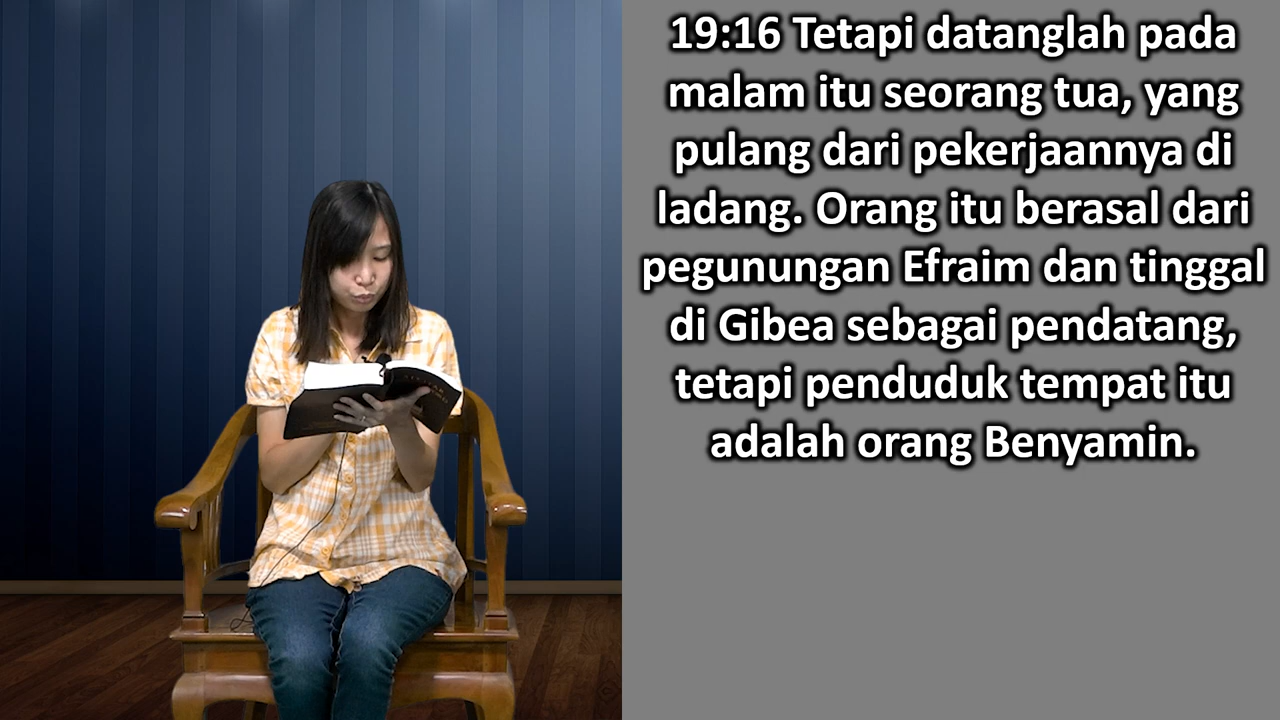 19:16 Tetapi datanglah pada
malam itu seorang tua, yang
pulang dari pekerjaannya di
ladang. Orang itu berasal dari
pegunungan Efraim dan tinggal
di Gibea sebagai pendatang,
tetapi penduduk tempat itu
adalah orang Benyamin.